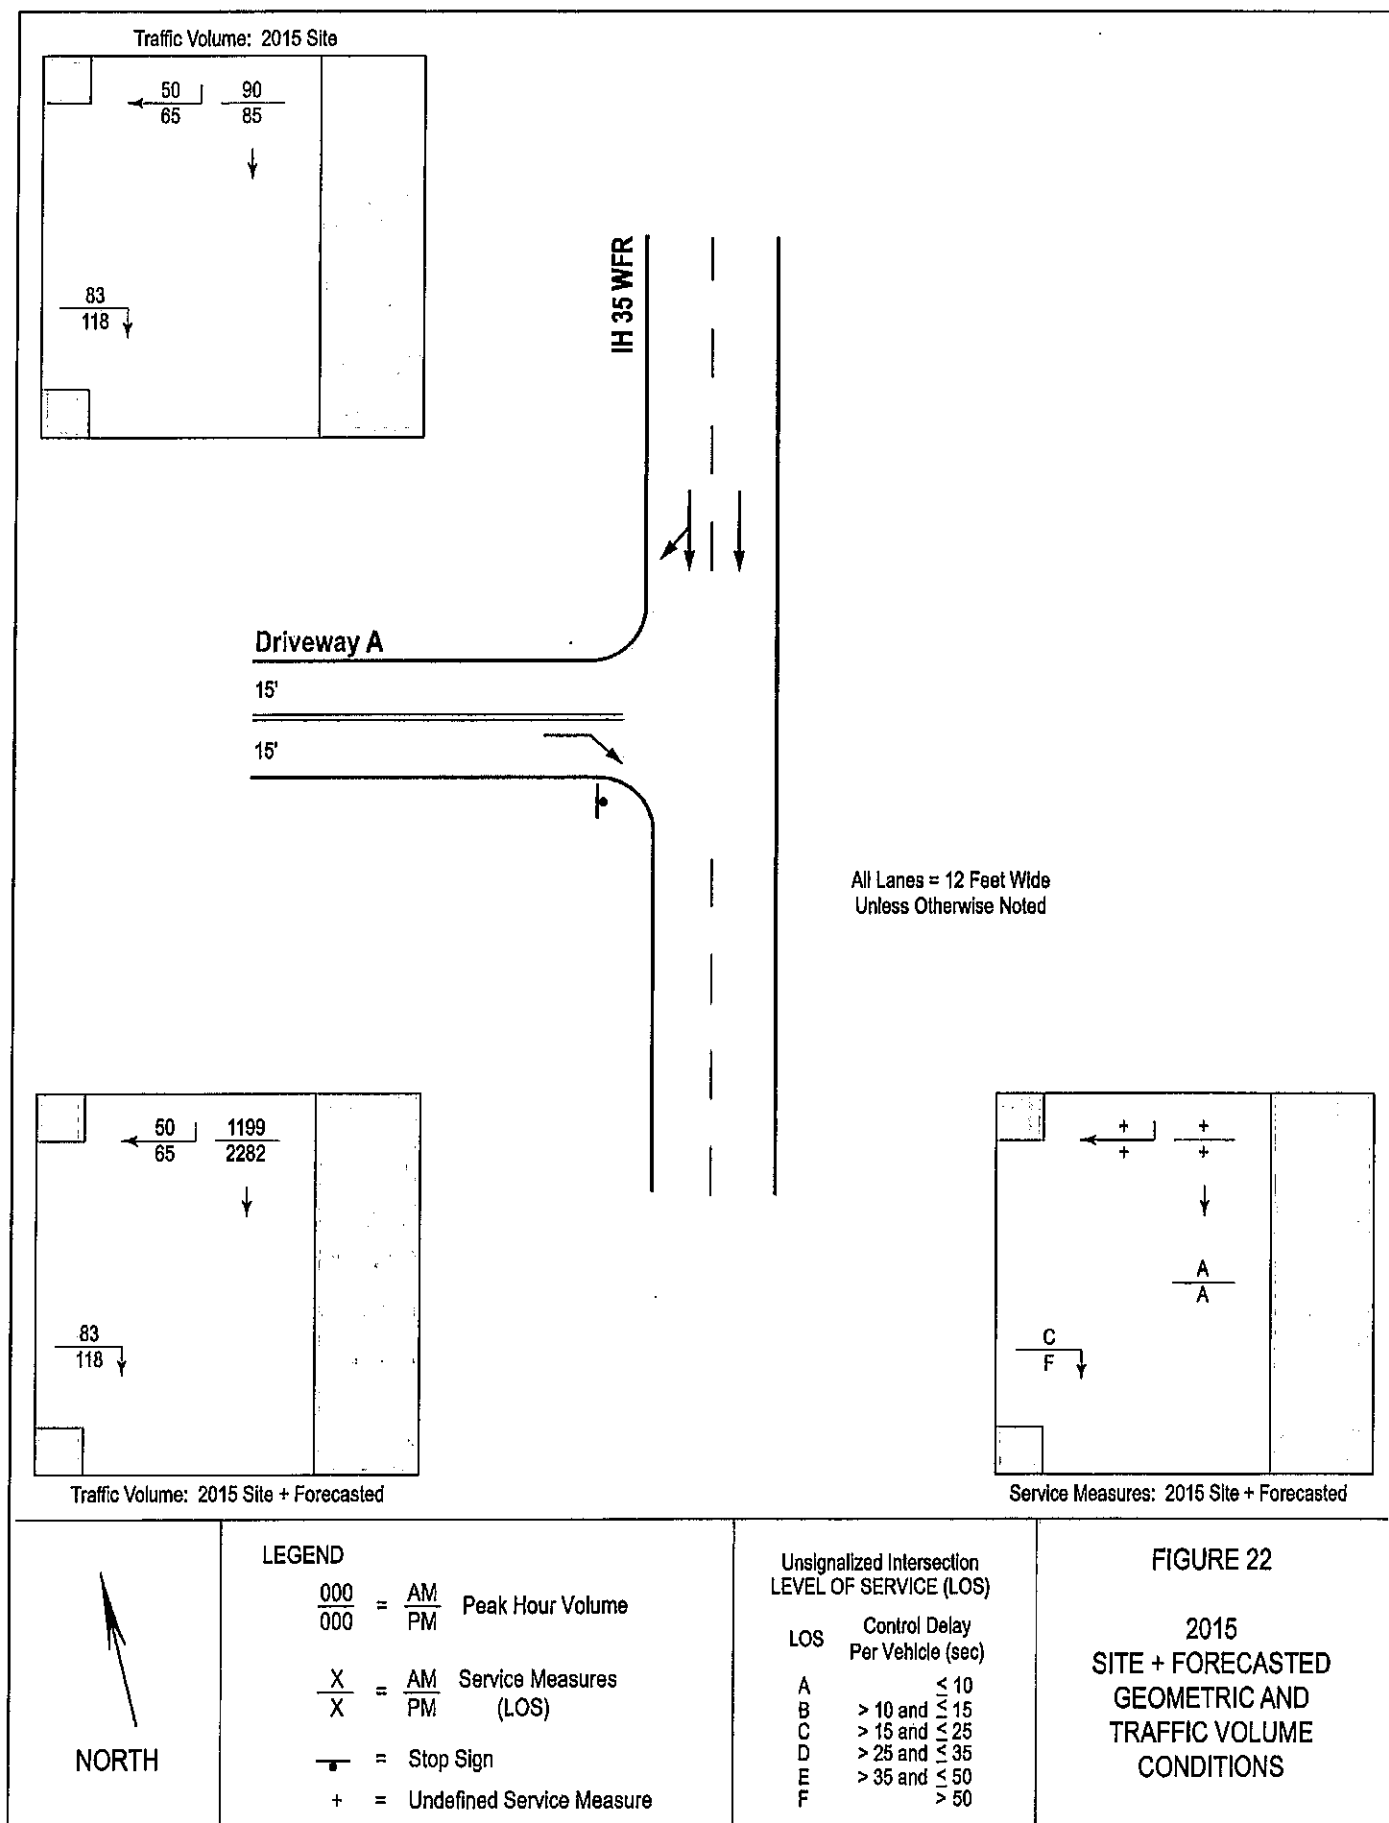 Traffic Volume: 2015 Site
50
65
90
85
83
118
IH 35 WFR
Driveway A
15'
15'
All Lanes = 12 Feet Wide
Unless Otherwise Noted
50
65
1199
2282
83
118
Traffic Volume: 2015 Site + Forecasted
+
+
+
+
A
A
C
F
Service Measures: 2015 Site + Forecasted
NORTH
LEGEND
000 = AM Peak Hour Volume
000 PM
X = AM Service Measures
X PM (LOS)
= Stop Sign
+ = Undefined Service Measure
Unsignalized Intersection
LEVEL OF SERVICE (LOS)
LOS Control Delay
Per Vehicle (sec)
A ≤ 10
B > 10 and ≤ 15
C > 15 and ≤ 25
D > 25 and ≤ 35
E > 35 and ≤ 50
F > 50
FIGURE 22
2015
SITE + FORECASTED
GEOMETRIC AND
TRAFFIC VOLUME
CONDITIONS